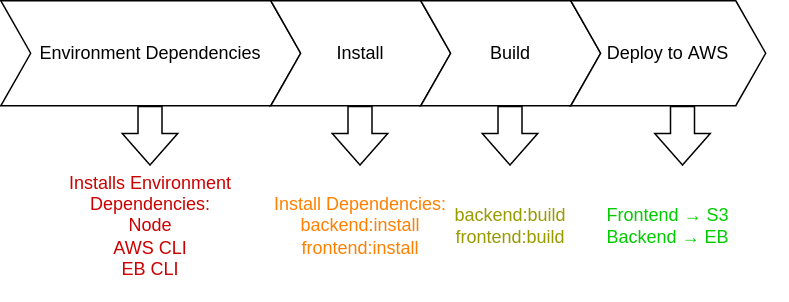 Environment Dependencies
Install
Build
Deploy to AWS
Installs Environment
Dependencies:
Node
AWS CLI
EB CLI
Install Dependencies:
backend:install
frontend:install
backend:build
frontend:build
Frontend → S3
Backend → EB